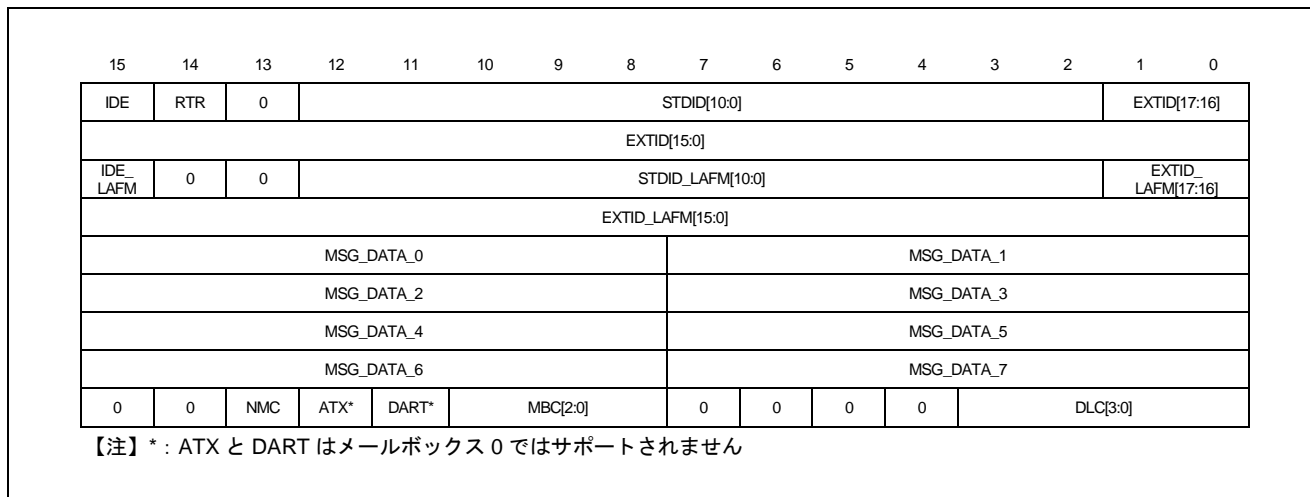 15 14 13 12 11 10 9 8 7 6 5 4 3 2 1 0
IDE RTR 0 STDID[10:0] EXTID[17:16]
EXTID[15:0]
IDE_
LAFM 0 0 STDID_LAFM[10:0] EXTID_
LAFM[17:16]
EXTID_LAFM[15:0]
MSG_DATA_0 MSG_DATA_1
MSG_DATA_2 MSG_DATA_3
MSG_DATA_4 MSG_DATA_5
MSG_DATA_6 MSG_DATA_7
0 0 NMC ATX* DART* MBC[2:0] 0 0 0 0 DLC[3:0]
【注】*：ATX と DART はメールボックス 0 ではサポートされません